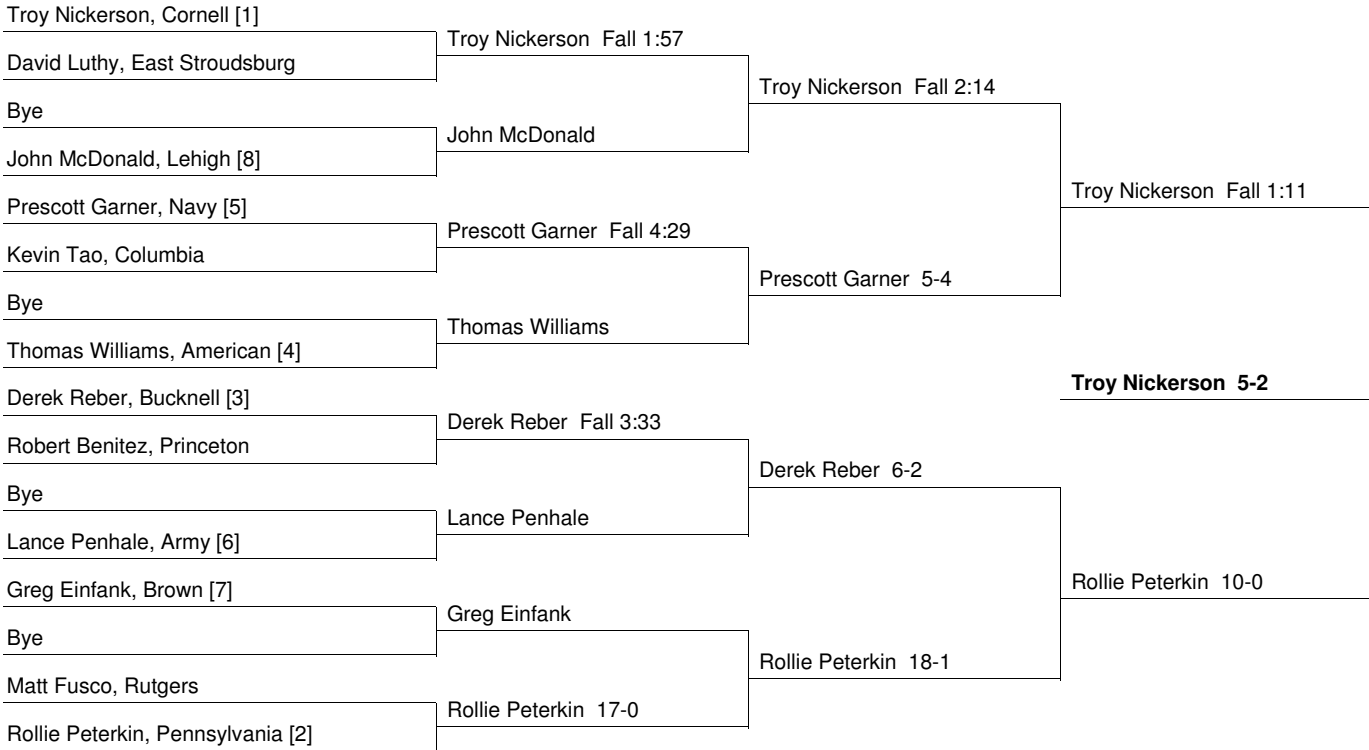 Troy Nickerson, Cornell [1]
David Luthy, East Stroudsburg
Bye
John McDonald, Lehigh [8]
Prescott Garner, Navy [5]
Kevin Tao, Columbia
Bye
Thomas Williams, American [4]
Derek Reber, Bucknell [3]
Robert Benitez, Princeton
Bye
Lance Penhale, Army [6]
Greg Einfank, Brown [7]
Bye
Matt Fusco, Rutgers
Rollie Peterkin, Pennsylvania [2]
Troy Nickerson Fall 1:57
John McDonald
Prescott Garner Fall 4:29
Thomas Williams
Derek Reber Fall 3:33
Lance Penhale
Greg Einfank
Rollie Peterkin 17-0
Troy Nickerson Fall 2:14
Prescott Garner 5-4
Derek Reber 6-2
Rollie Peterkin 18-1
Troy Nickerson Fall 1:11
Rollie Peterkin 10-0
Troy Nickerson 5-2